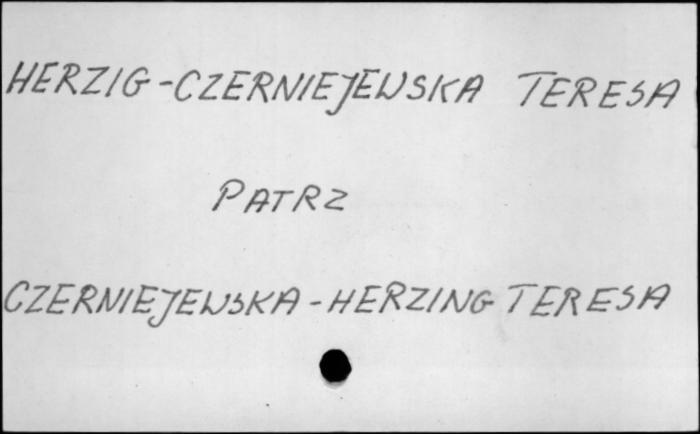 HERZIG-CZERNIEJEWSKA TERESA
PATRZ
CZERNIEJEWSKA-HERZING TERESA